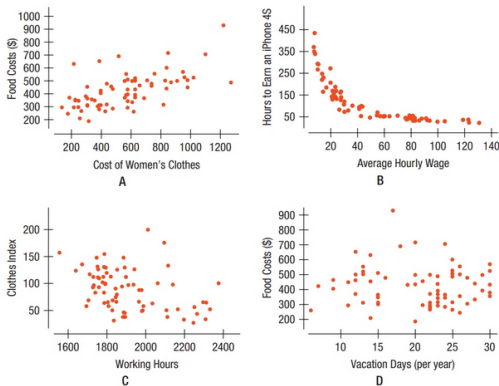 1000
900
800
700
600
500
400
300
200
Food Costs ($)
200 400 600 800 1000 1200
Cost of Women's Clothes
A
450
350
250
150
50
Hours to Earn an iPhone 4S
20 40 60 80 100 120 140
Average Hourly Wage
B
200
150
100
50
Clothes Index
1600 1800 2000 2200 2400
Working Hours
C
900
800
700
600
500
400
300
200
Food Costs ($)
10 15 20 25 30
Vacation Days (per year)
D